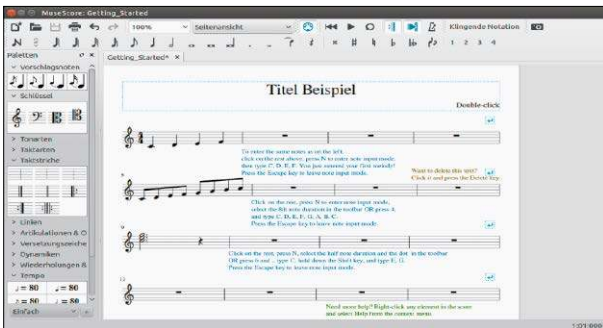 MuseScore: Getting_Started
100%
Seitenansicht
Klingende Notation
1 2 3 4
Paletten
Getting_Started* ×
Vorschlagsnoten
Schlüssel
Tonarten
Taktarten
Taktstriche
Linien
Artikulationen & O
Versetzungszeiche
Dynamiken
Wiederholungen &
Tempo
= 80
= 80
= 80
= 80
Einfach
Titel Beispiel
Double-click
To enter the same notes as on the left,
click on the rest above, press N to enter note input mode,
then type C, D, E, F. You just entered your first melody!
Press the Escape key to leave note input mode.
Want to delete this text?
Click it and press the Delete key
5
Click on the rest, press N to enter note input mode,
select the 8th note duration in the toolbar OR press 4
and type C, D, E, F, G, A, B, C.
Press the Escape key to leave note input mode.
9
Click on the rest, press N, select the half note duration and the dot in the toolbar
OR press 6 and ., type C, hold down the Shift key, and type E, G.
Press the Escape key to leave note input mode.
13
Need more help? Right-click any element in the score
and select Help from the context menu.